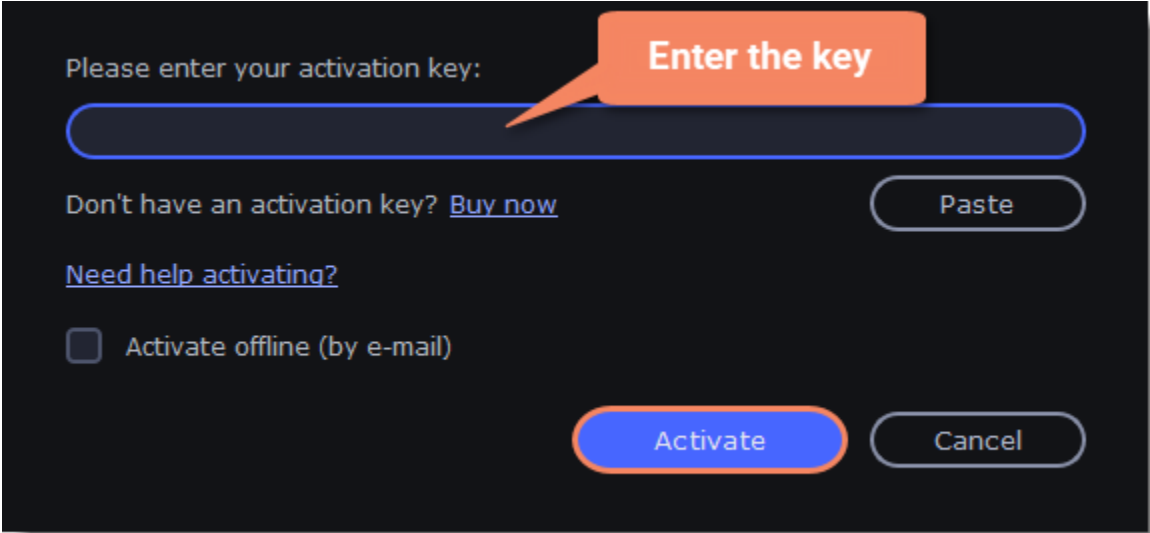 Enter the key
Please enter your activation key:
Don't have an activation key? Buy now
Paste
Need help activating?
Activate offline (by e-mail)
Activate
Cancel